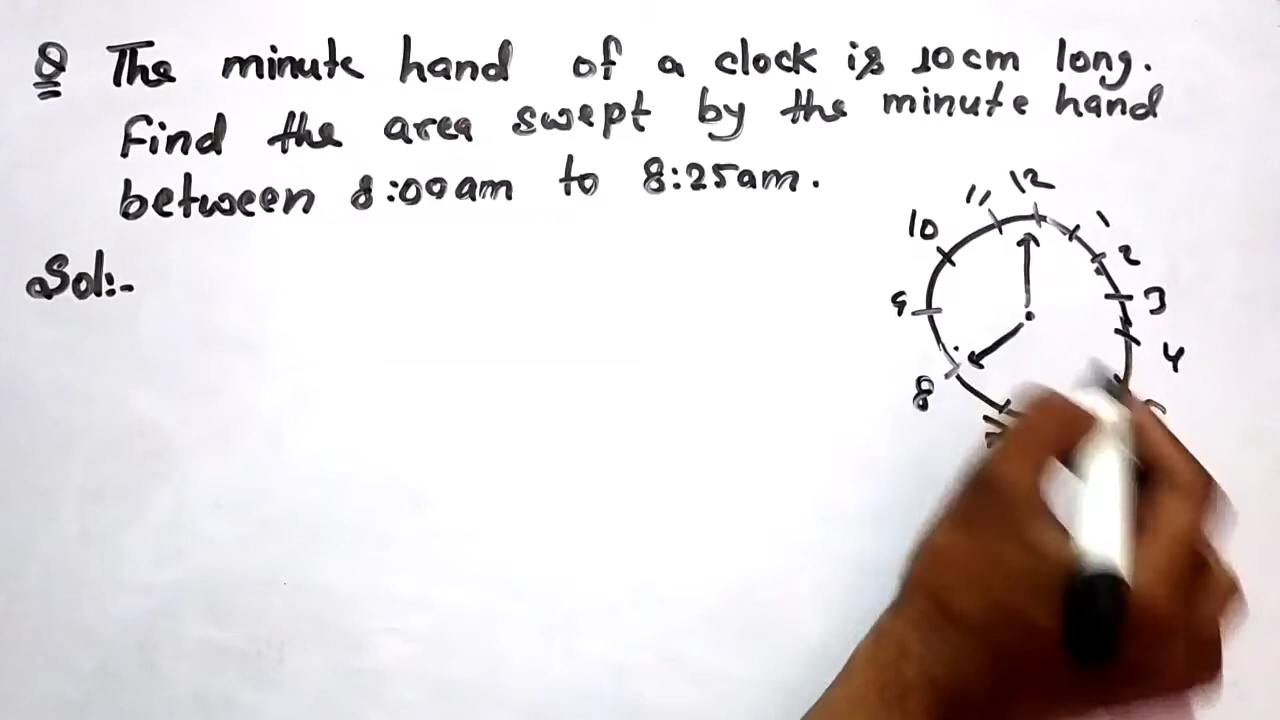 Q The minute hand of a clock is 10cm long.
Find the area swept by the minute hand
between 8:00am to 8:25am.
Sol:-
12
11
1
10
2
9
3
4
8